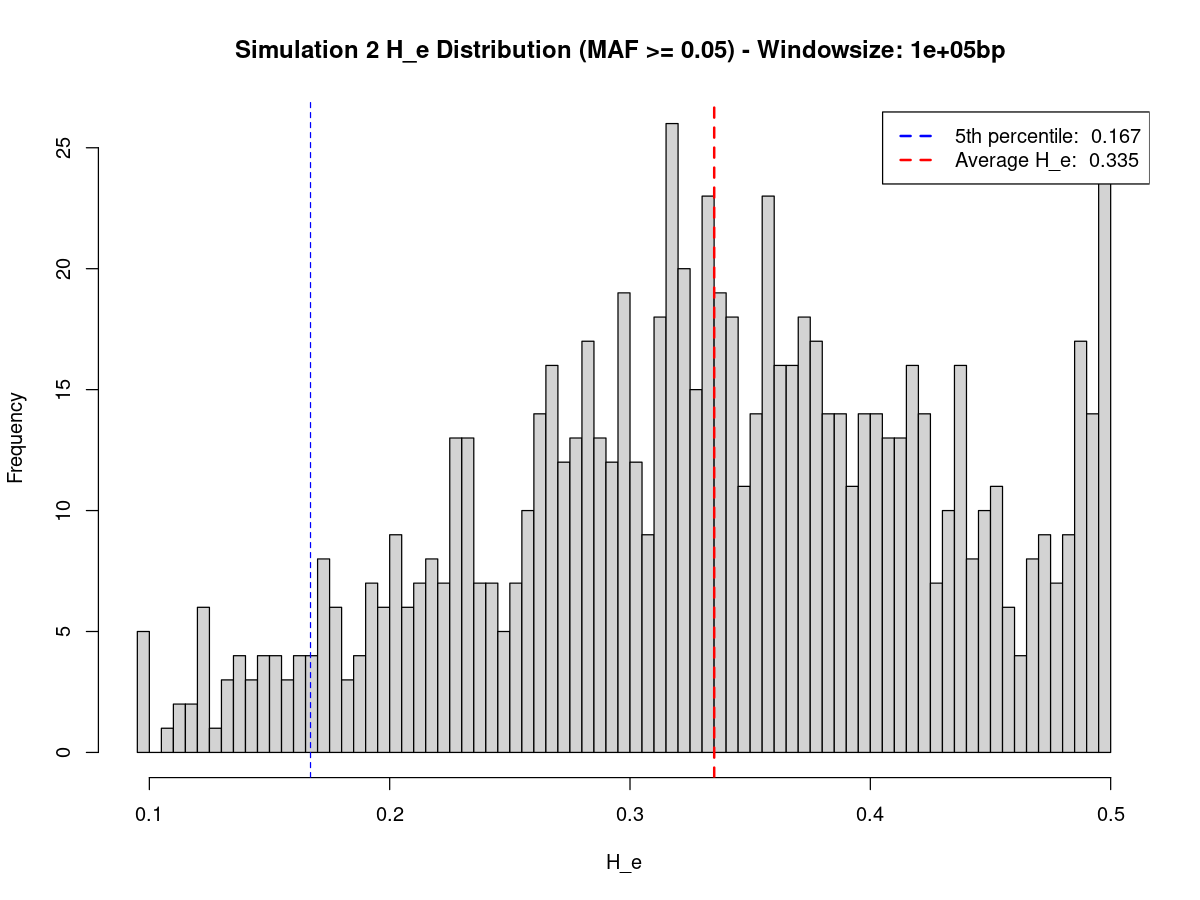 Simulation 2 H_e Distribution (MAF >= 0.05) - Windowsize: 1e+05bp
5th percentile: 0.167
Average H_e: 0.335
Frequency
25
20
15
10
5
0
0.1 0.2 0.3 0.4 0.5
H_e